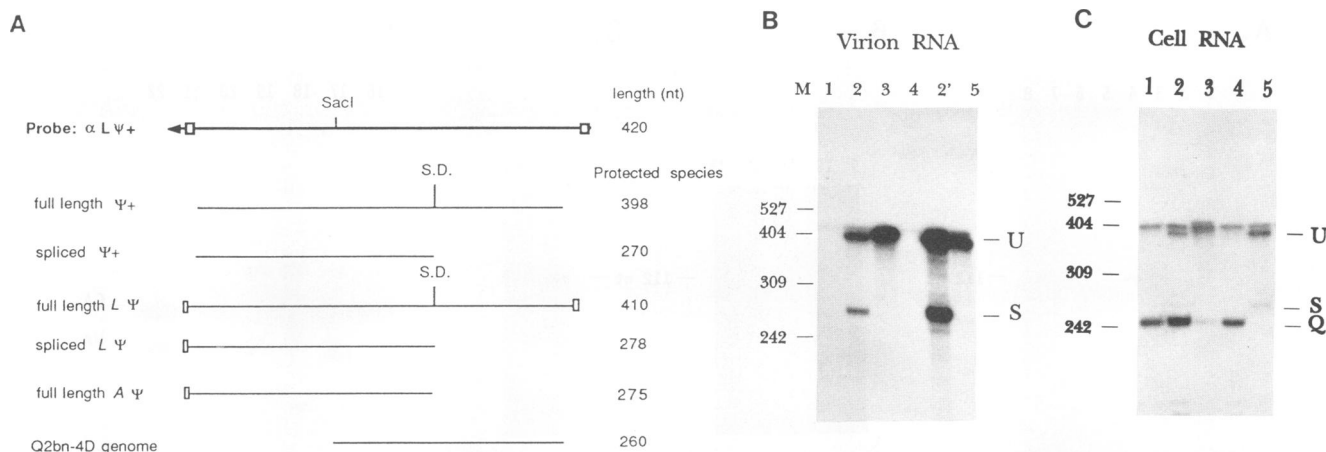 A
length (nt)
SacI
Probe: α L Ψ+ 420
Protected species
S.D.
full length Ψ+ 398
spliced Ψ+ 270
S.D.
full length L Ψ 410
spliced L Ψ 278
full length A Ψ 275
Q2bn-4D genome 260
B
Virion RNA
M 1 2 3 4 2' 5
527
404
U
309
S
242
C
Cell RNA
1 2 3 4 5
527
404
U
309
S
242
Q